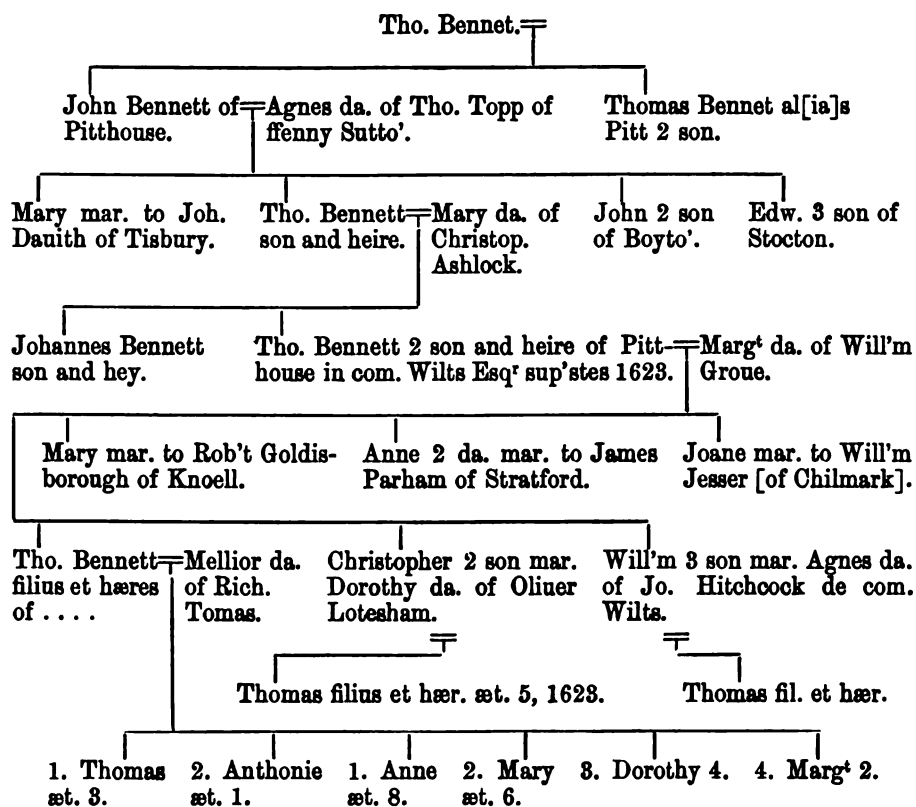 Tho. Bennet.
John Bennett of
Pitthouse.
Agnes da. of Tho. Topp of
ffenny Sutto'.
Thomas Bennet al[ia]s
Pitt 2 son.
Mary mar. to Joh.
Dauith of Tisbury.
Tho. Bennett
son and heire.
Mary da. of
Christop.
Ashlock.
John 2 son
of Boyto'.
Edw. 3 son of
Stocton.
Johannes Bennett
son and hey.
Tho. Bennett 2 son and heire of Pitt-
house in com. Wilts Esqʳ sup'stes 1623.
Margᵗ da. of Will'm
Groue.
Mary mar. to Rob't Goldis-
borough of Knoell.
Anne 2 da. mar. to James
Parham of Stratford.
Joane mar. to Will'm
Jesser [of Chilmark].
Tho. Bennett
filius et hæres
of . . . .
Mellior da.
of Rich.
Tomas.
Christopher 2 son mar.
Dorothy da. of Oliuer
Lotesham.
Will'm 3 son mar. Agnes da.
of Jo. Hitchcock de com.
Wilts.
Thomas filius et hær. æt. 5, 1623.
Thomas fil. et hær.
1. Thomas
æt. 3.
2. Anthonie
æt. 1.
1. Anne
æt. 8.
2. Mary
æt. 6.
3. Dorothy 4.
4. Margᵗ 2.